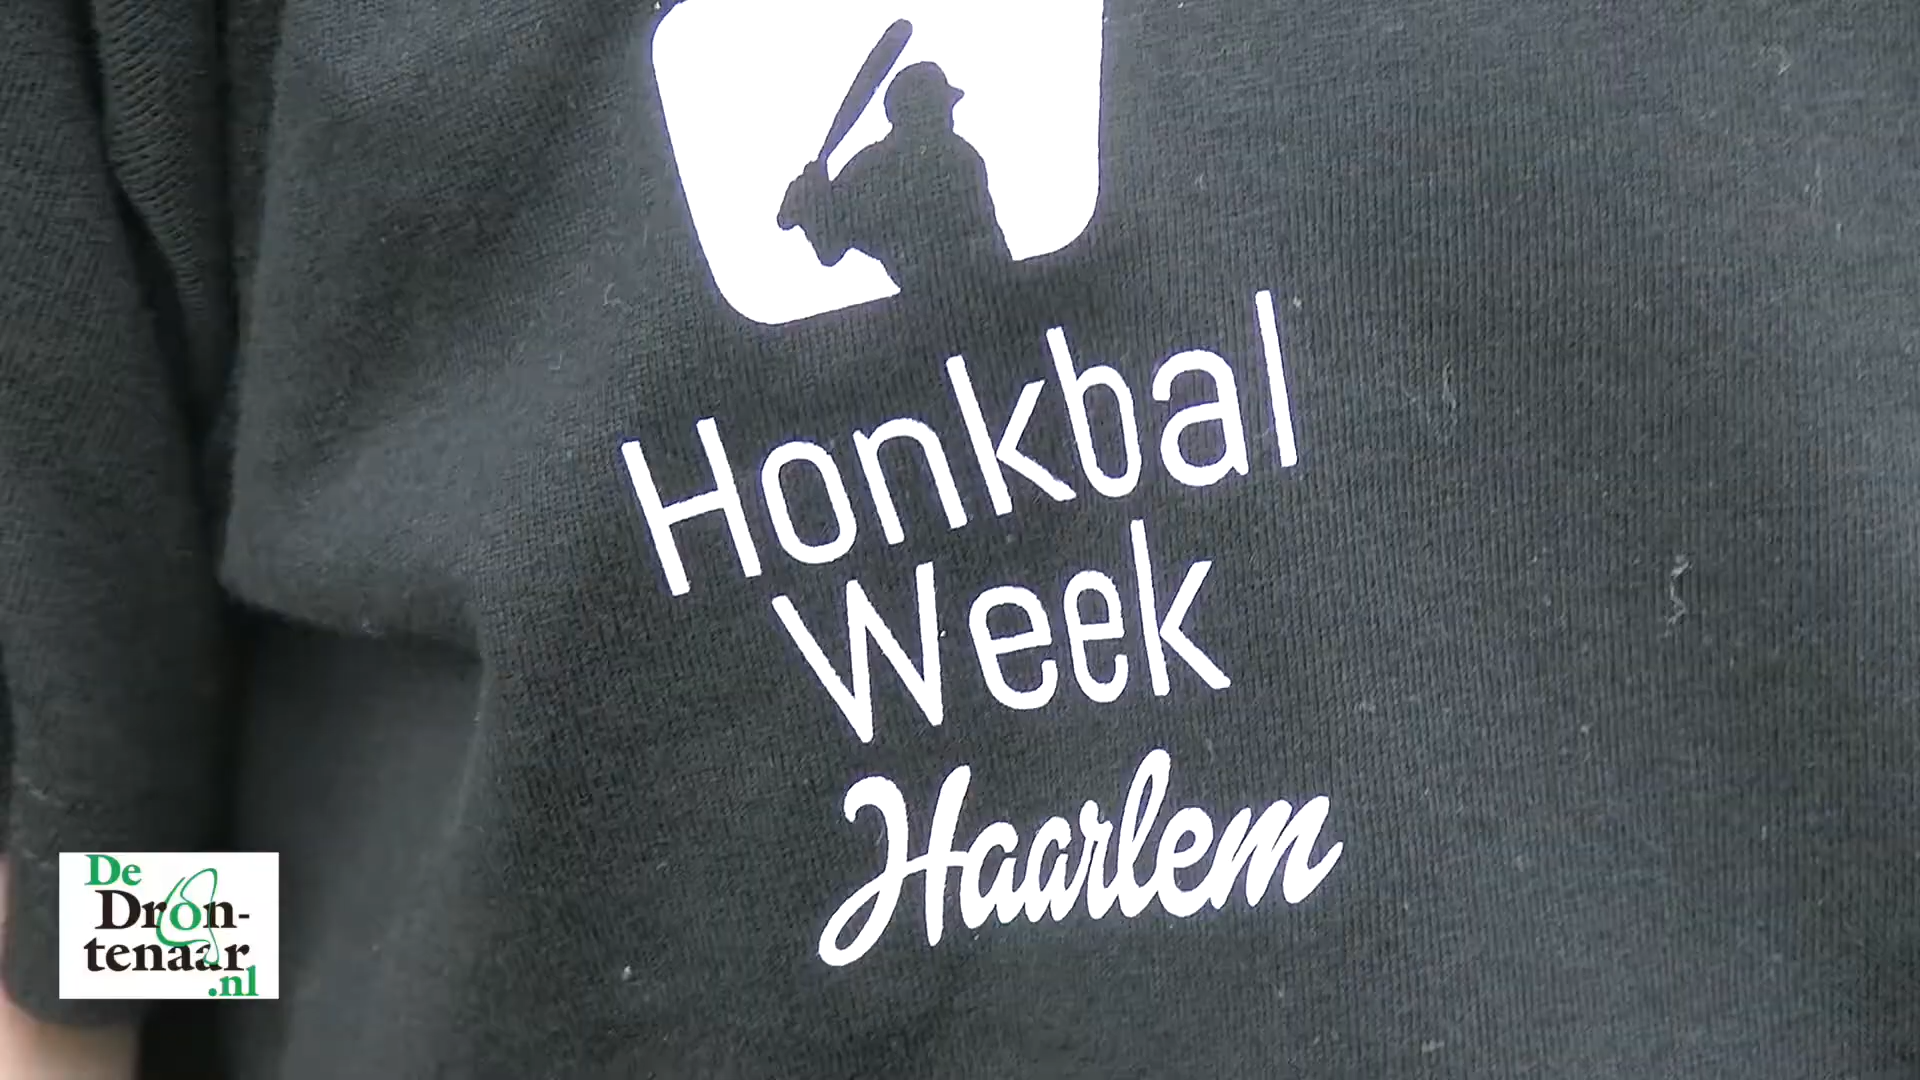 Honkbal
Week
Haarlem
De
Dron-
tenaar
.nl